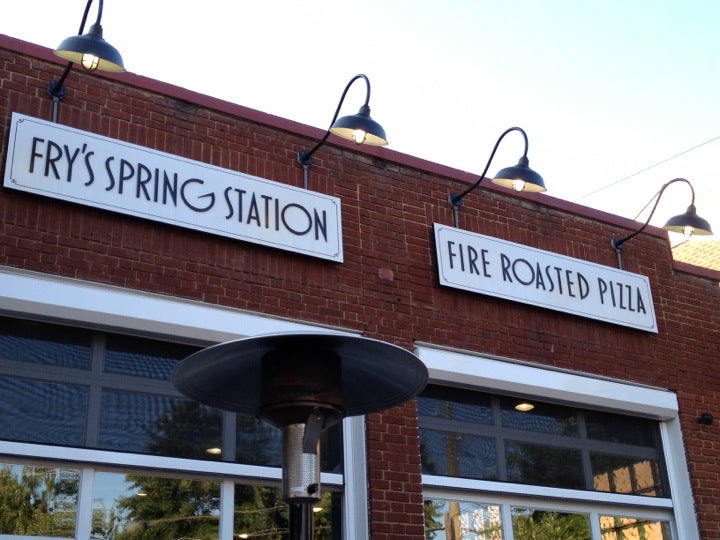 FRY'S SPRING STATION
FIRE ROASTED PIZZA